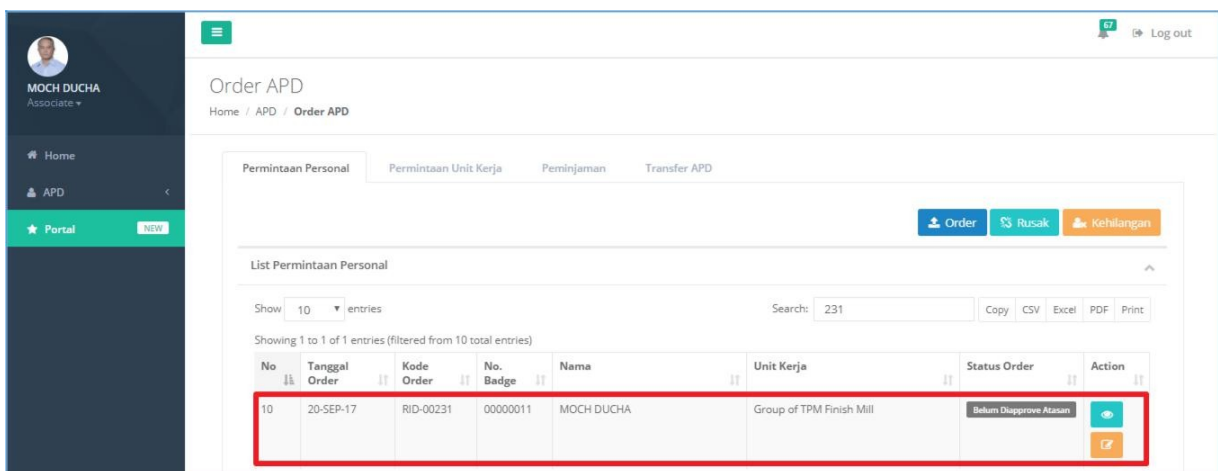 67
Log out
MOCH DUCHA
Associate
Order APD
Home / APD / Order APD
Home
APD
Portal NEW
Permintaan Personal Permintaan Unit Kerja Peminjaman Transfer APD
Order Rusak Kehilangan
List Permintaan Personal
Show 10 entries Search: 231 Copy CSV Excel PDF Print
Showing 1 to 1 of 1 entries (filtered from 10 total entries)
No Tanggal Order Kode Order No. Badge Nama Unit Kerja Status Order Action
10 20-SEP-17 RID-00231 00000011 MOCH DUCHA Group of TPM Finish Mill Belum Diapprove Atasan